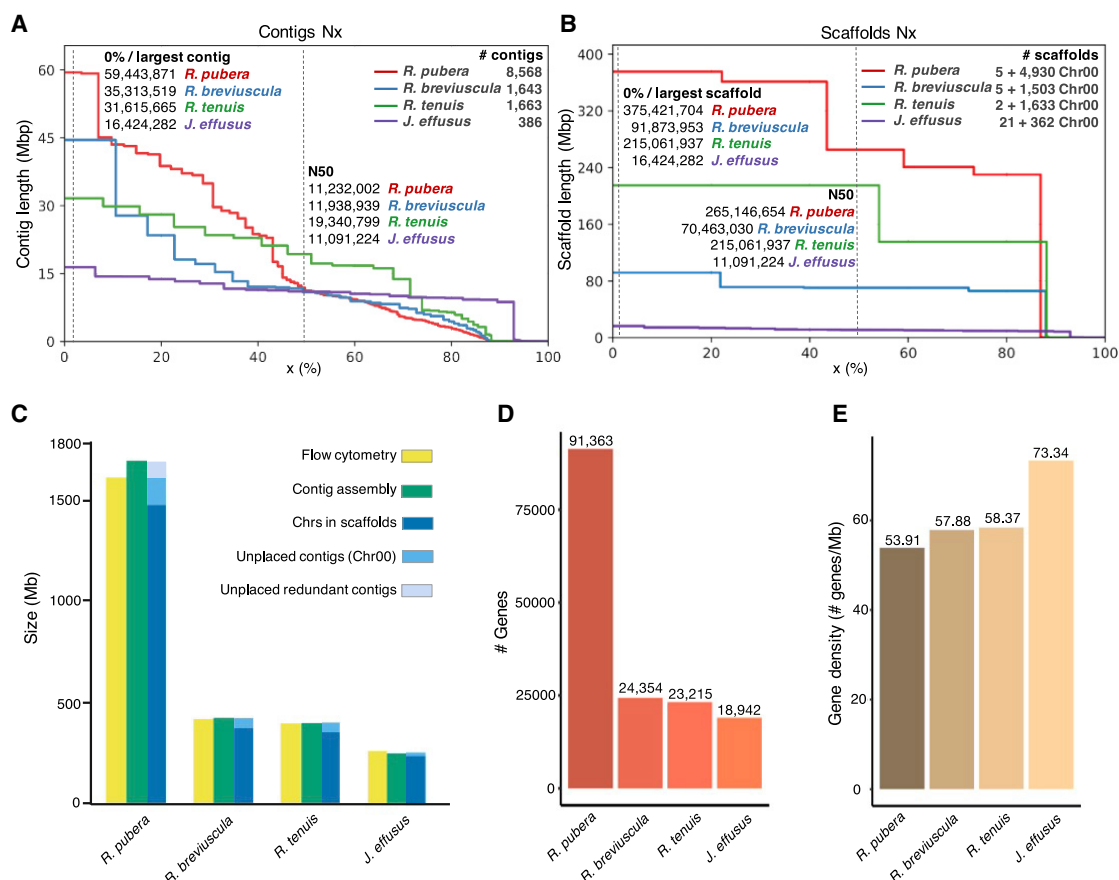 A
Contigs Nx
0% / largest contig
59,443,871 R. pubera
35,313,519 R. breviuscula
31,615,665 R. tenuis
16,424,282 J. effusus
# contigs
R. pubera 8,568
R. breviuscula 1,643
R. tenuis 1,663
J. effusus 386
N50
11,232,002 R. pubera
11,938,939 R. breviuscula
19,340,799 R. tenuis
11,091,224 J. effusus
Contig length (Mbp)
60
45
30
15
0
0 20 40 60 80 100
x (%)
B
Scaffolds Nx
# scaffolds
R. pubera 5 + 4,930 Chr00
R. breviuscula 5 + 1,503 Chr00
R. tenuis 2 + 1,633 Chr00
J. effusus 21 + 362 Chr00
0% / largest scaffold
375,421,704 R. pubera
91,873,953 R. breviuscula
215,061,937 R. tenuis
16,424,282 J. effusus
N50
265,146,654 R. pubera
70,463,030 R. breviuscula
215,061,937 R. tenuis
11,091,224 J. effusus
Scaffold length (Mbp)
400
320
240
160
80
0
0 20 40 60 80 100
x (%)
C
Size (Mb)
1800
1500
1000
500
0
Flow cytometry
Contig assembly
Chrs in scaffolds
Unplaced contigs (Chr00)
Unplaced redundant contigs
R. pubera
R. breviuscula
R. tenuis
J. effusus
D
# Genes
75000
50000
25000
0
91,363
24,354
23,215
18,942
R. pubera
R. breviuscula
R. tenuis
J. effusus
E
Gene density (# genes/Mb)
60
40
20
0
53.91
57.88
58.37
73.34
R. pubera
R. breviuscula
R. tenuis
J. effusus